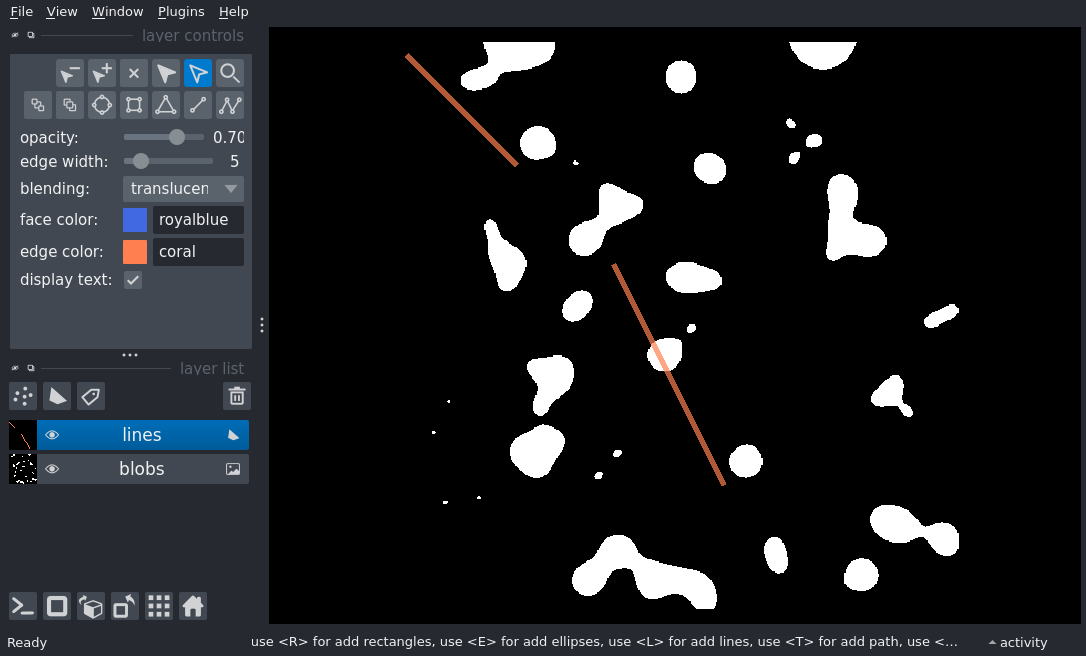 File View Window Plugins Help
layer controls
opacity: 0.70
edge width: 5
blending: translucen
face color: royalblue
edge color: coral
display text:
layer list
lines
blobs
Ready use <R> for add rectangles, use <E> for add ellipses, use <L> for add lines, use <T> for add path, use <... activity